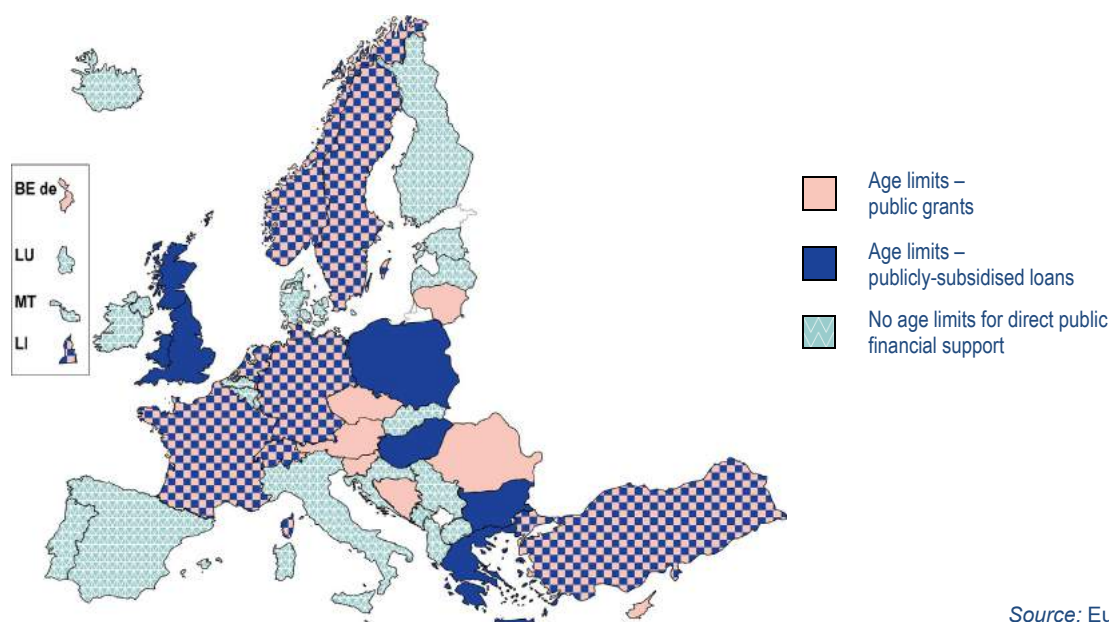 BE de
LU
MT
LI
Age limits –
public grants
Age limits –
publicly-subsidised loans
No age limits for direct public
financial support
Source: Eu